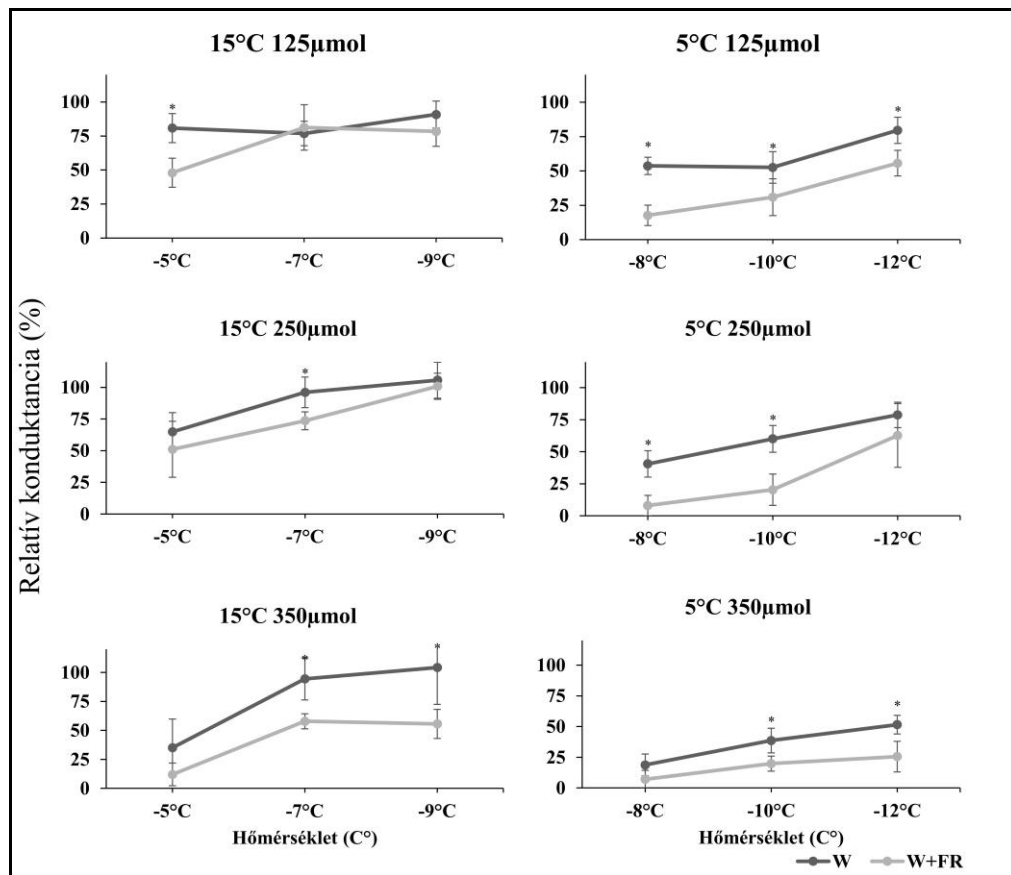 15°C 125µmol
100
75
50
25
0
*
-5°C -7°C -9°C
5°C 125µmol
100
75
50
25
0
* * *
-8°C -10°C -12°C
15°C 250µmol
100
75
50
25
0
*
-5°C -7°C -9°C
5°C 250µmol
100
75
50
25
0
* *
-8°C -10°C -12°C
15°C 350µmol
100
75
50
25
0
* *
-5°C -7°C -9°C
Hőmérséklet (C°)
5°C 350µmol
100
75
50
25
0
* *
-8°C -10°C -12°C
Hőmérséklet (C°)
Relatív konduktancia (%)
W W+FR